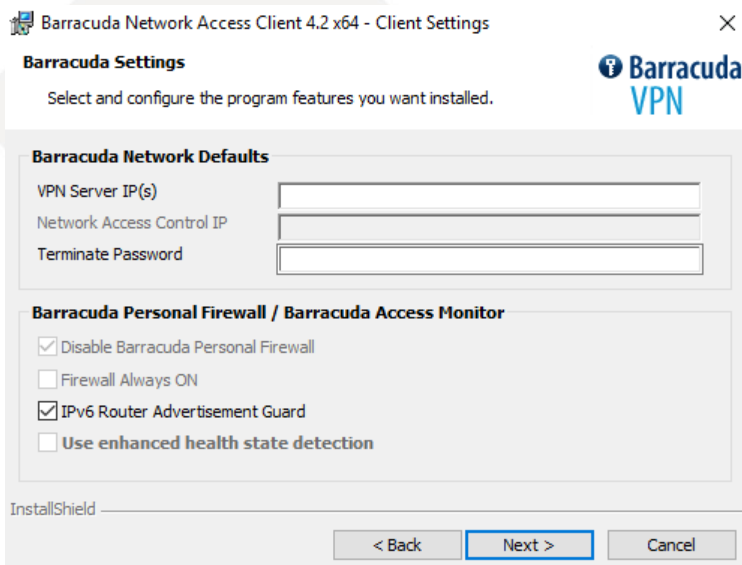 Barracuda Network Access Client 4.2 x64 - Client Settings
Barracuda Settings
Select and configure the program features you want installed.
Barracuda
VPN
Barracuda Network Defaults
VPN Server IP(s)
Network Access Control IP
Terminate Password
Barracuda Personal Firewall / Barracuda Access Monitor
Disable Barracuda Personal Firewall
Firewall Always ON
IPv6 Router Advertisement Guard
Use enhanced health state detection
InstallShield
< Back Next > Cancel